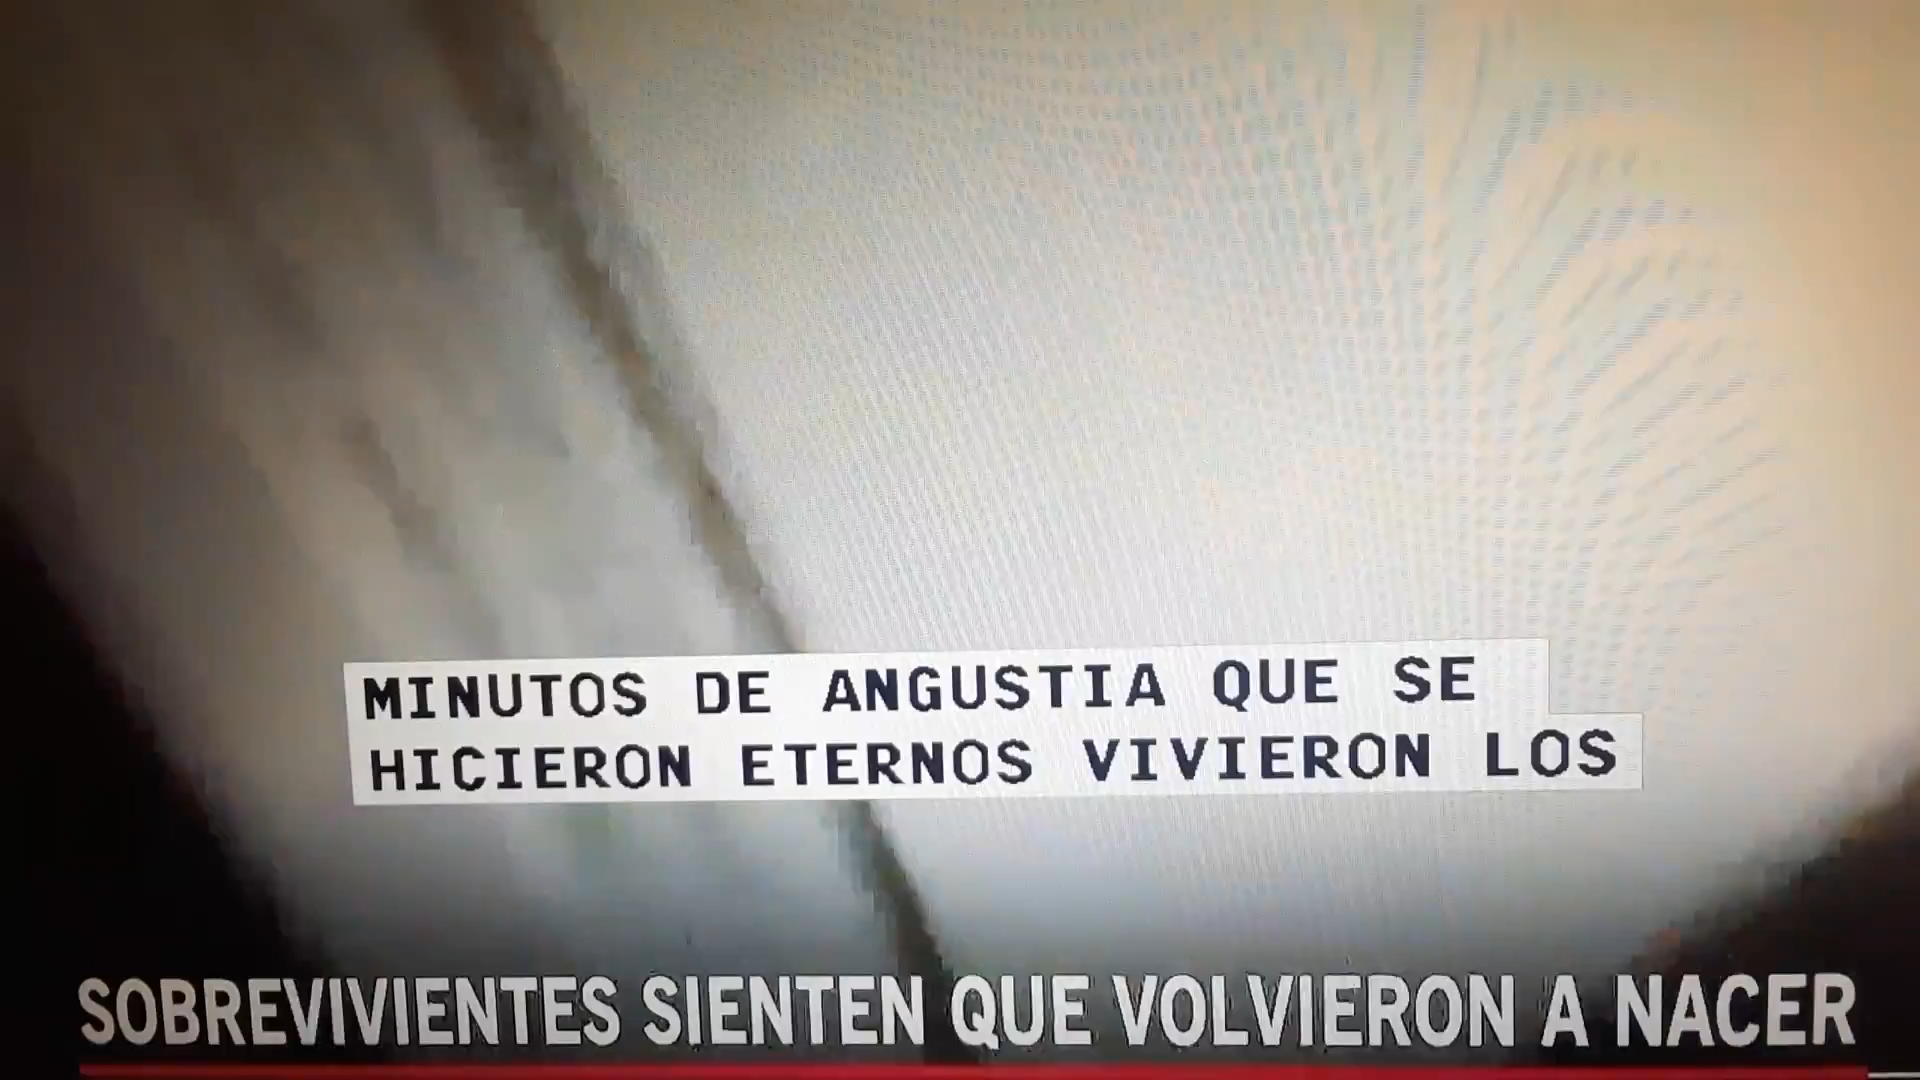 MINUTOS DE ANGUSTIA QUE SE
HICIERON ETERNOS VIVIERON LOS
SOBREVIVIENTES SIENTEN QUE VOLVIERON A NACER